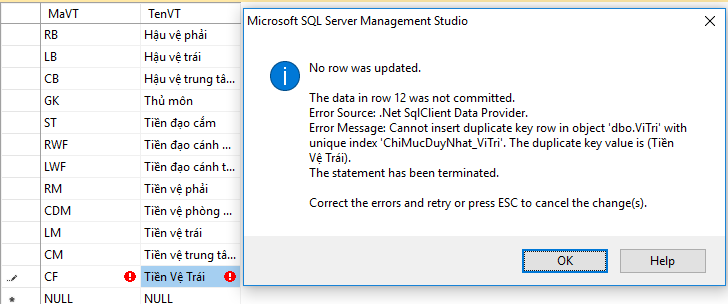 MaVT TenVT
RB Hậu vệ phải
LB Hậu vệ trái
CB Hậu vệ trung tâ...
GK Thủ môn
ST Tiền đạo cắm
RWF Tiền đạo cánh ...
LWF Tiền đạo cánh t...
RM Tiền vệ phải
CDM Tiền vệ phòng ...
LM Tiền vệ trái
CM Tiền vệ trung tâ...
CF Tiền Vệ Trái
NULL NULL
Microsoft SQL Server Management Studio
No row was updated.
The data in row 12 was not committed.
Error Source: .Net SqlClient Data Provider.
Error Message: Cannot insert duplicate key row in object 'dbo.ViTri' with
unique index 'ChiMucDuyNhat_ViTri'. The duplicate key value is (Tiền
Vệ Trái).
The statement has been terminated.
Correct the errors and retry or press ESC to cancel the change(s).
OK Help